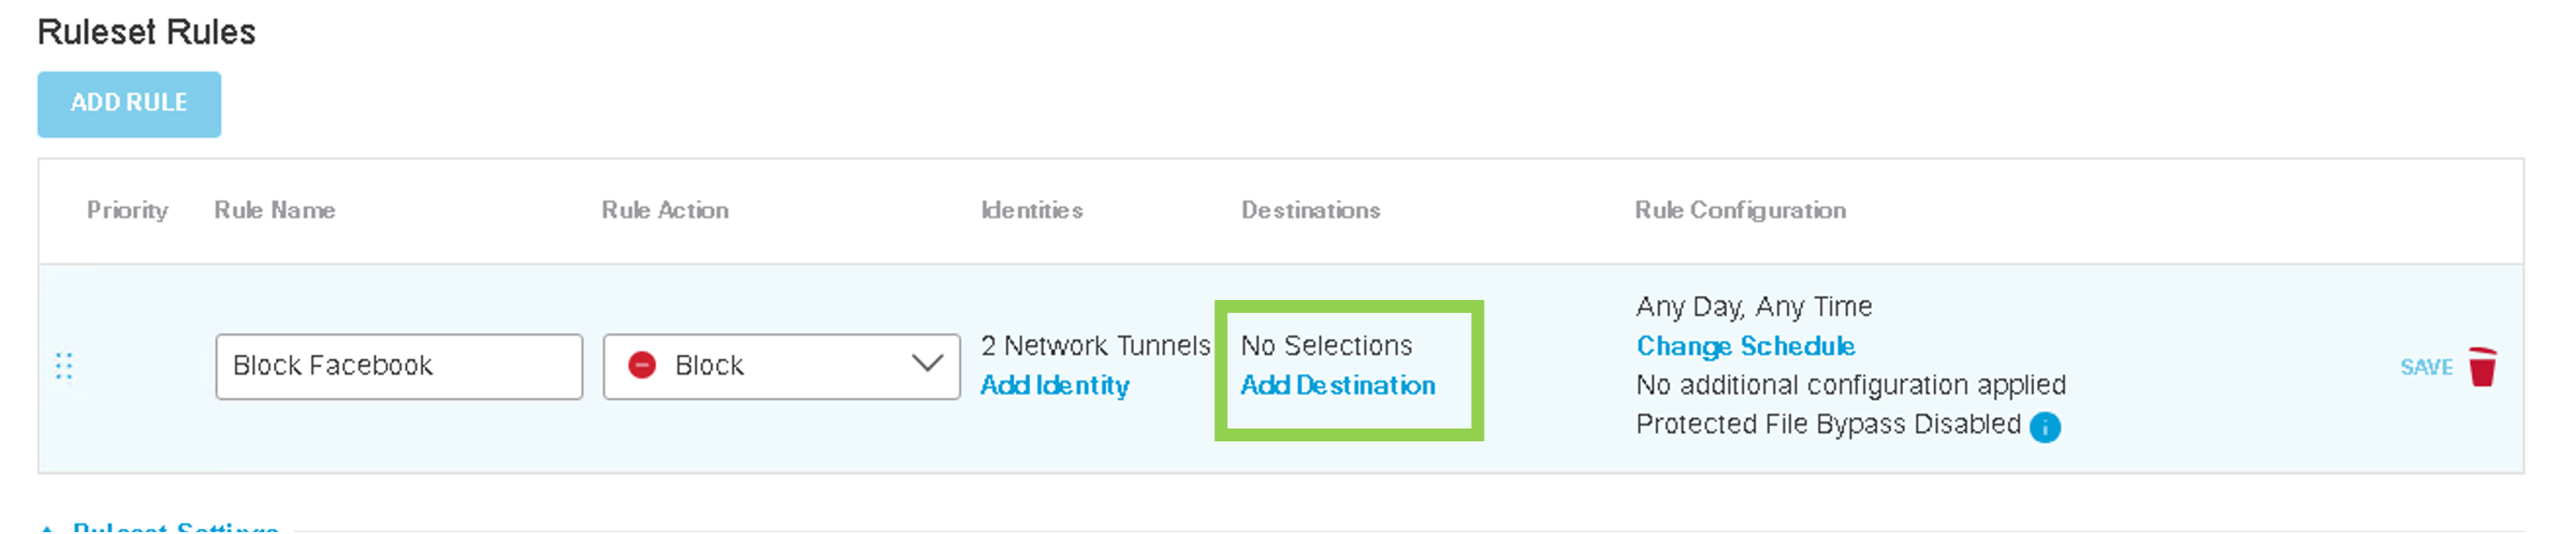 Ruleset Rules
ADD RULE
Priority Rule Name Rule Action Identities Destinations Rule Configuration
Block Facebook
Block
2 Network Tunnels
Add Identity
No Selections
Add Destination
Any Day, Any Time
Change Schedule
No additional configuration applied
Protected File Bypass Disabled
SAVE
Ruleset Settings